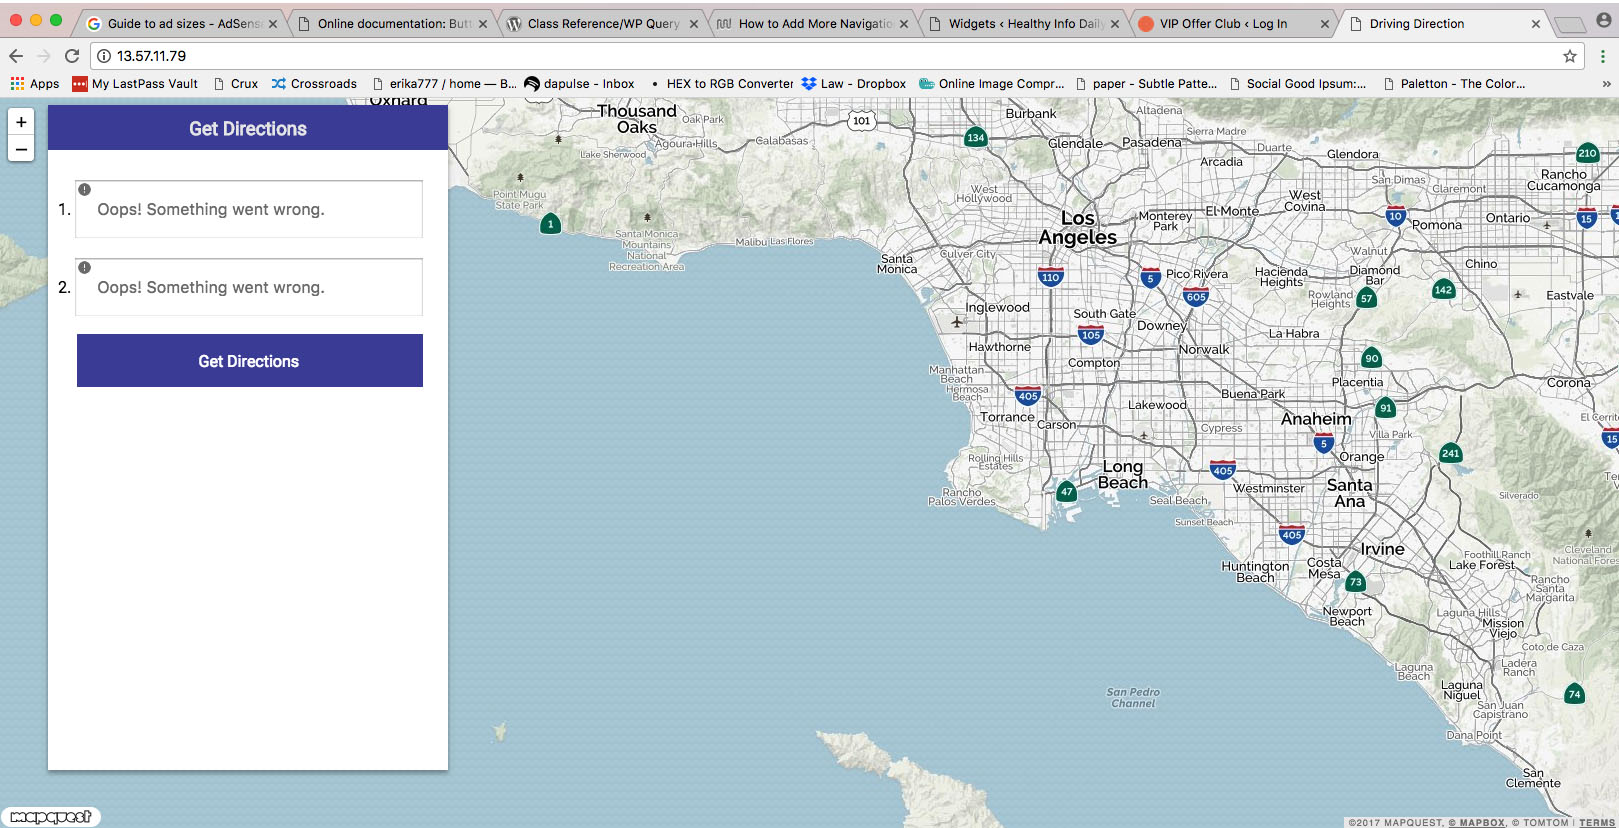 Guide to ad sizes - AdSens
Online documentation: Butt
Class Reference/WP Query
How to Add More Navigatio
Widgets ‹ Healthy Info Daily
VIP Offer Club ‹ Log In
Driving Direction
13.57.11.79
Apps
My LastPass Vault
Crux
Crossroads
erika777 / home — B...
dapulse - Inbox
HEX to RGB Converter
Law - Dropbox
Online Image Compr...
paper - Subtle Patte...
Social Good Ipsum:...
Paletton - The Color...
»
+
−
Get Directions
1.
Oops! Something went wrong.
2.
Oops! Something went wrong.
Get Directions
Oxnard
Thousand
Oaks
Oak Park
101
Burbank
Altadena
Lake Sherwood
Agoura Hills
Calabasas
134
Glendale
Pasadena
Sierra Madre
Duarte
Arcadia
Glendora
210
Point Mugu
State Park
West
Hollywood
West
Covina
San Dimas
Claremont
Rancho
Cucamonga
1
Santa Monica
Mountains
National
Recreation Area
Malibu
Las Flores
Los
Angeles
Monterey
Park
El Monte
10
Pomona
Ontario
15
Santa
Monica
Culver City
110
5
Pico Rivera
605
Hacienda
Heights
Walnut
Diamond
Bar
Rowland
Heights
57
142
Chino
Eastvale
Inglewood
South Gate
105
Downey
La Habra
Hawthorne
Compton
Norwalk
90
Manhattan
Beach
Hermosa
Beach
405
Torrance
Carson
Lakewood
Buena Park
Placentia
Corona
Cypress
Anaheim
91
Villa Park
El Cerrito
15
5
Orange
241
Rolling Hills
Estates
Rancho
Palos Verdes
Long
Beach
47
405
Westminster
Seal Beach
Sunset Beach
Santa
Ana
Silverado
405
Irvine
Huntington
Beach
Costa
Mesa
73
Newport
Beach
Foothill Ranch
Lake Forest
Cleveland
National Fores
Rancho
Santa
Margarita
Laguna Hills
Mission
Viejo
Coto de Caza
Laguna
Beach
Ladera
Ranch
Laguna
Niguel
74
San Juan
Capistrano
Dana Point
San
Clemente
San Pedro
Channel
mapquest
©2017 MAPQUEST, © MAPBOX, © TOMTOM | TERMS